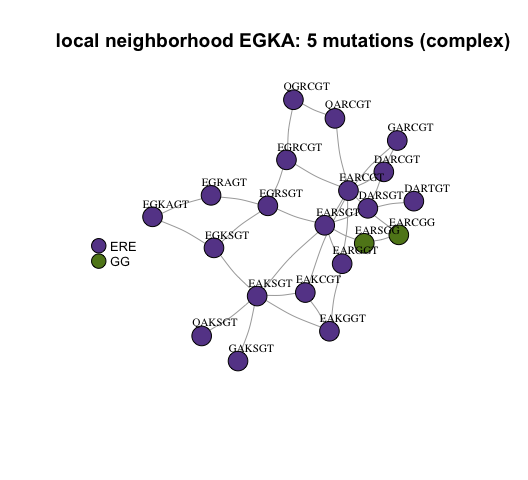 local neighborhood EGKA: 5 mutations (complex)
QGRCGT
QARCGT
GARCGT
EGRCGT
DARCGT
EARCGT
EGRAGT
DARTGT
EGRSGT
DARSGT
EGKAGT
EARSGT
EARCGG
EARSGG
EGKSGT
ERE
EARGGT
GG
EAKSGT
EAKCGT
EAKGGT
QAKSGT
GAKSGT